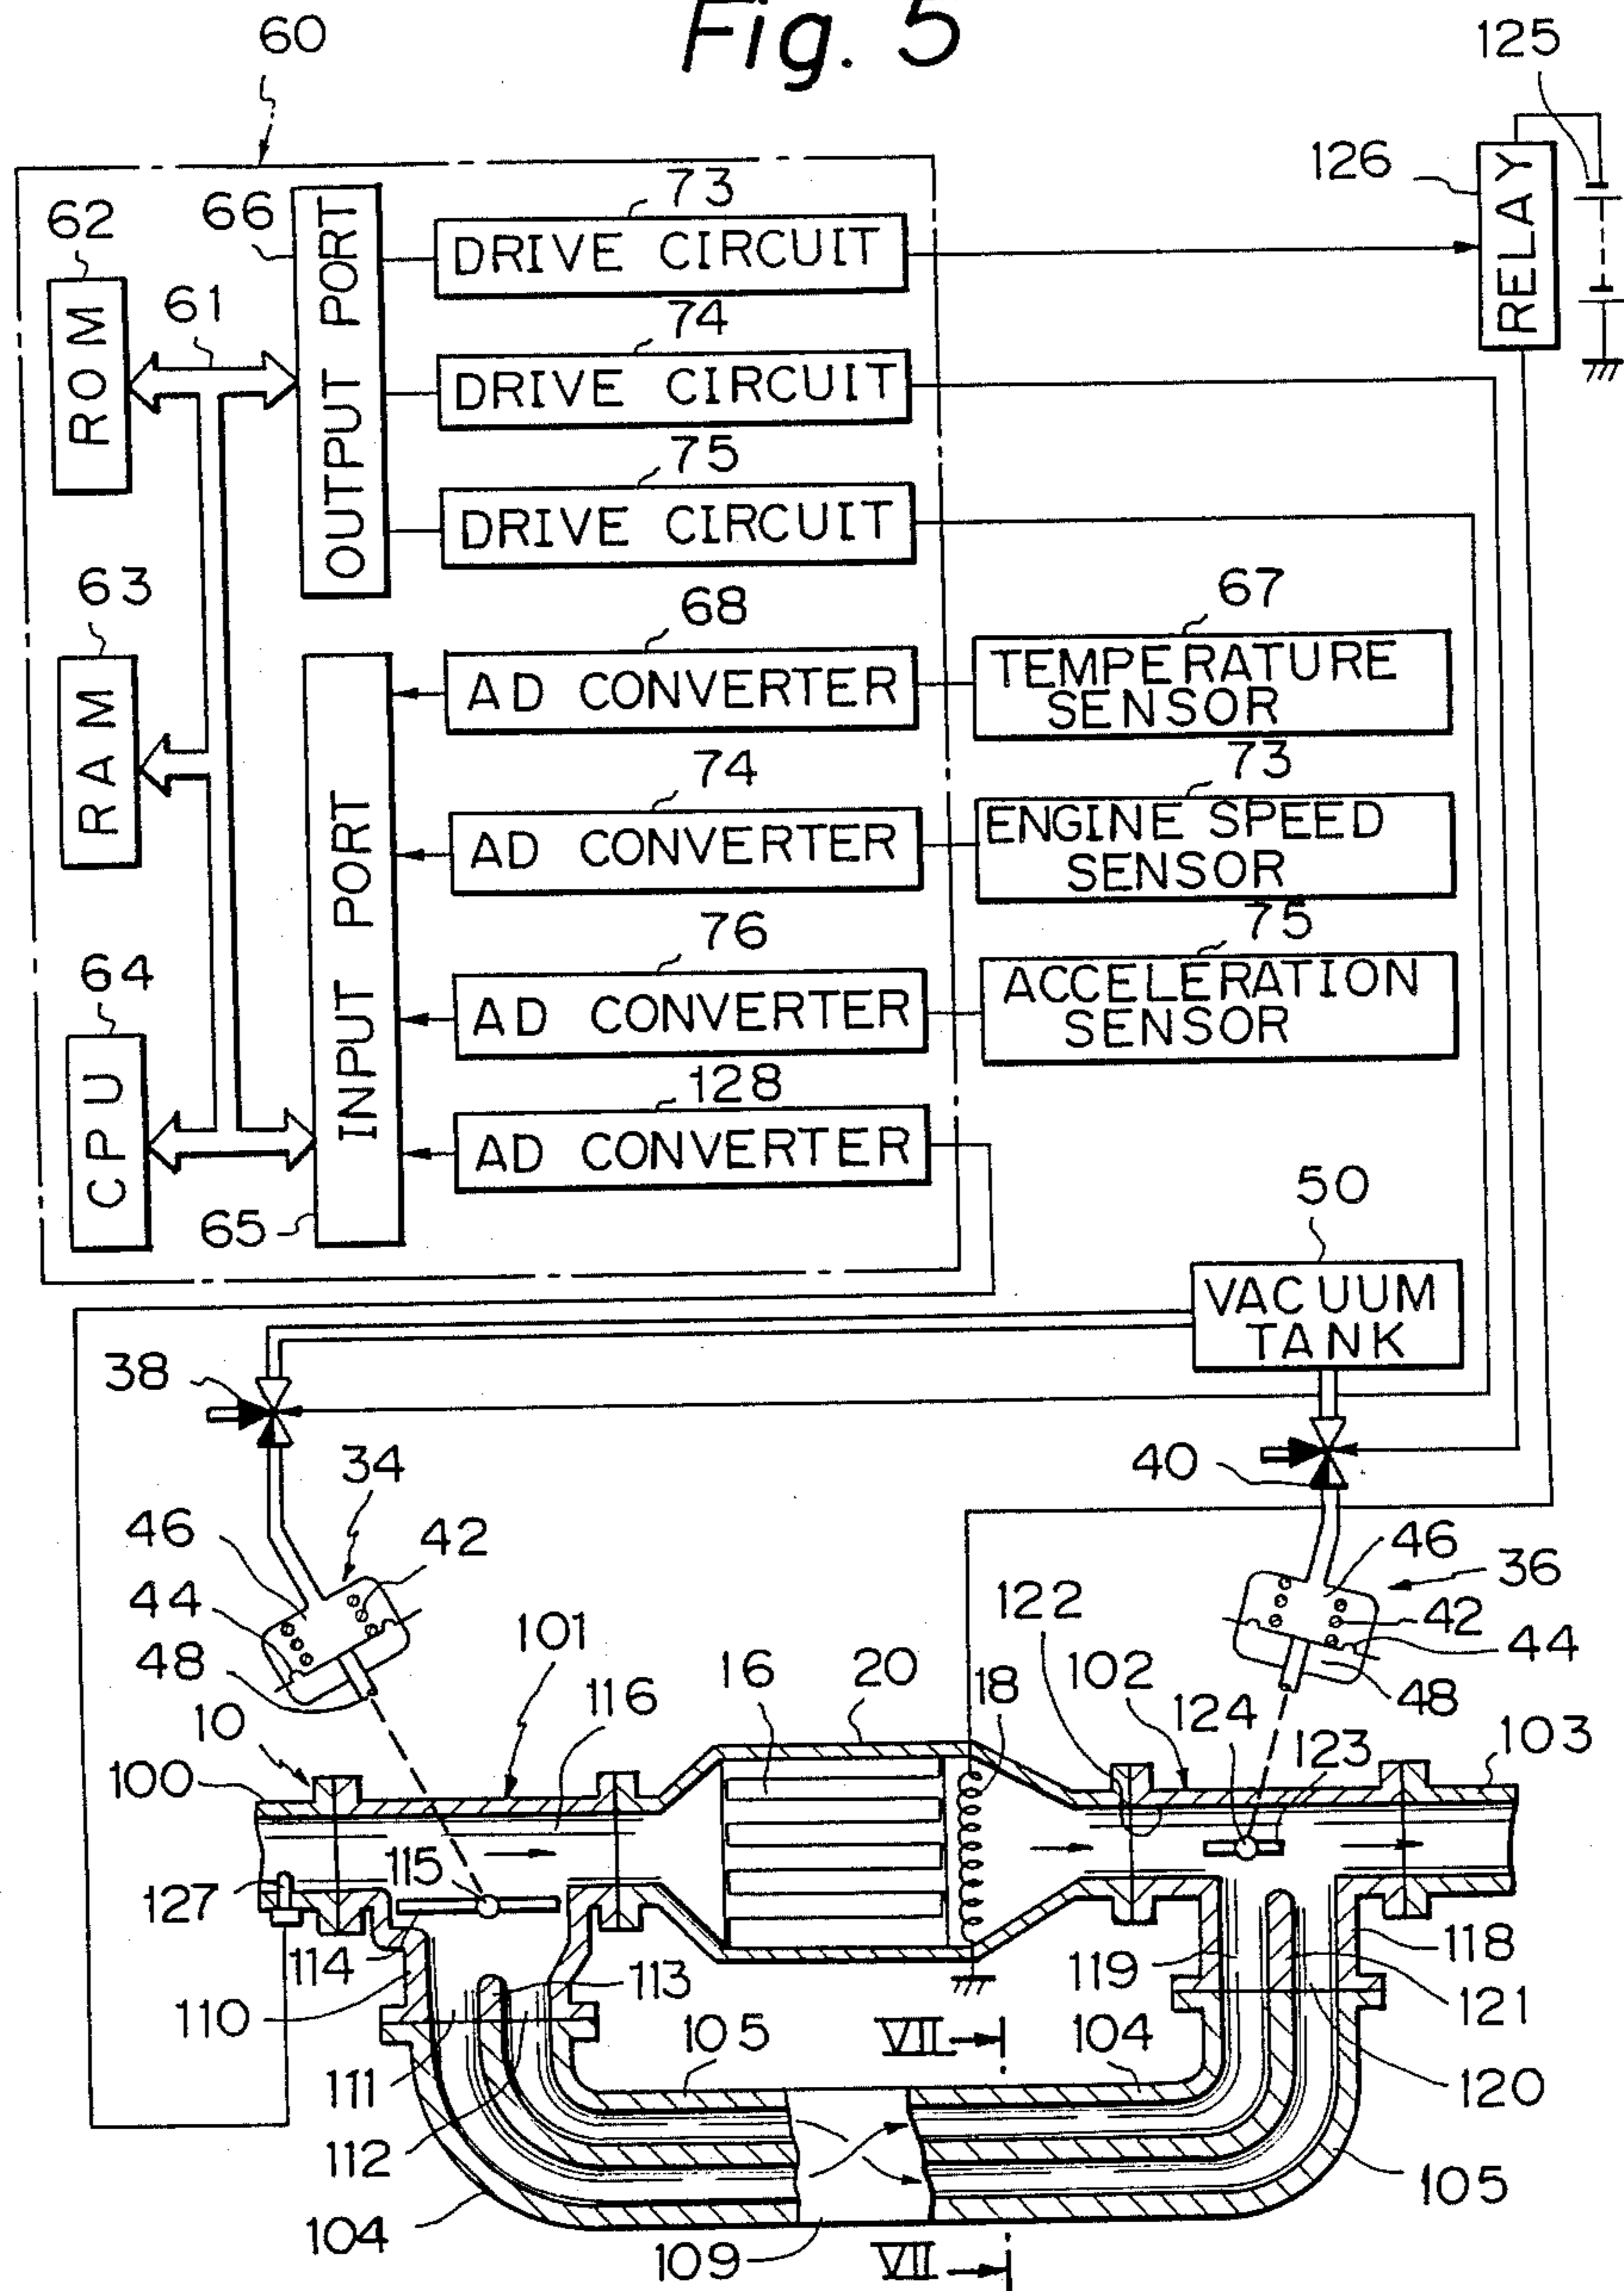 Fig. 5
60
125
126
RELAY
62
66
73
ROM
61
OUTPUT PORT
DRIVE CIRCUIT
74
DRIVE CIRCUIT
75
DRIVE CIRCUIT
63
RAM
68
67
AD CONVERTER
TEMPERATURE
SENSOR
INPUT PORT
74
73
AD CONVERTER
ENGINE SPEED
SENSOR
76
75
64
CPU
AD CONVERTER
ACCELERATION
SENSOR
128
AD CONVERTER
65
50
VACUUM
TANK
38
40
34
46
42
44
48
46
36
42
44
48
10
100
101
116
16
20
18
122
102
124
123
103
127
115
114
110
113
119
118
121
111
112
105
VII
104
120
104
109
VII
105